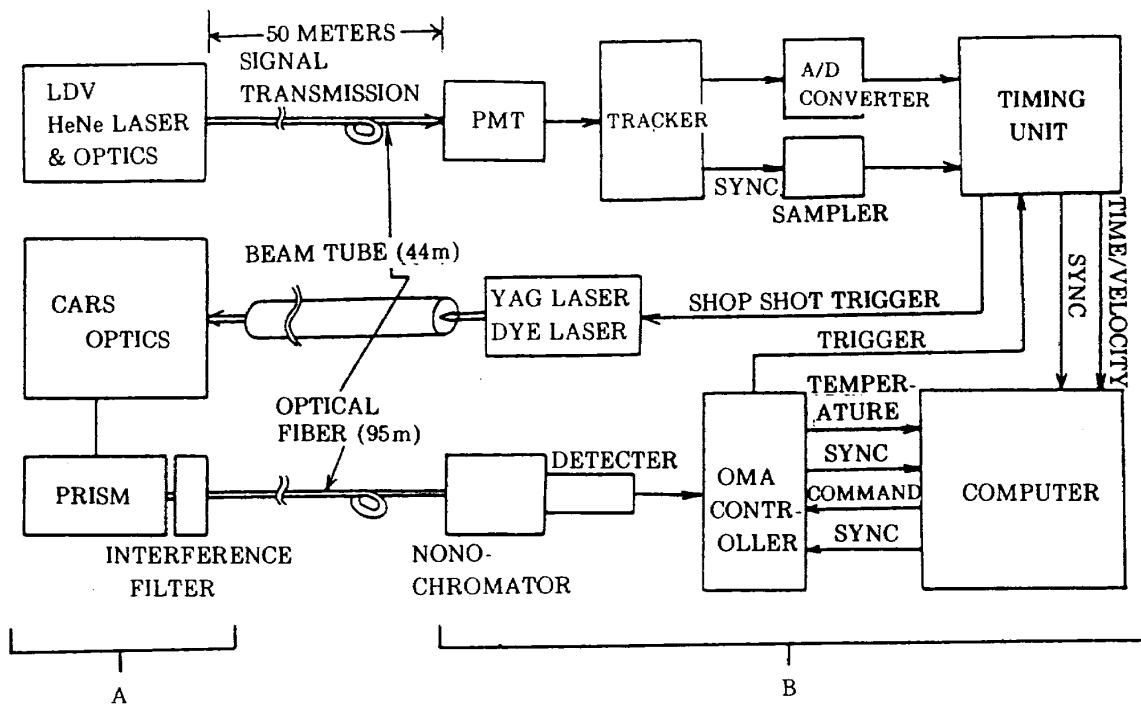 50 METERS
SIGNAL
TRANSMISSION
LDV
HeNe LASER
& OPTICS
PMT
TRACKER
A/D
CONVERTER
TIMING
UNIT
SYNC
SAMPLER
BEAM TUBE (44m)
CARS
OPTICS
YAG LASER
DYE LASER
SHOP SHOT TRIGGER
TRIGGER
SYNC
TIME/VELOCITY
OPTICAL
FIBER (95m)
TEMPER-
ATURE
SYNC
COMMAND
SYNC
PRISM
INTERFERENCE
FILTER
DETECTER
NONO-
CHROMATOR
OMA
CONTR-
OLLER
COMPUTER
A
B